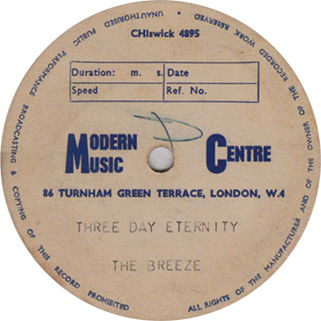 ALL RIGHTS OF THE MANUFACTURER AND OF THE OWNER OF THE RECORDED WORK RESERVED
UNAUTHORISED PUBLIC PERFORMANCE BROADCASTING & COPYING OF THIS RECORD PROHIBITED
CHIswick 4895
Duration: m. s. Date
Speed Ref. No.
MODERN
MUSIC CENTRE
86 TURNHAM GREEN TERRACE, LONDON, W.4
THREE DAY ETERNITY
THE BREEZE